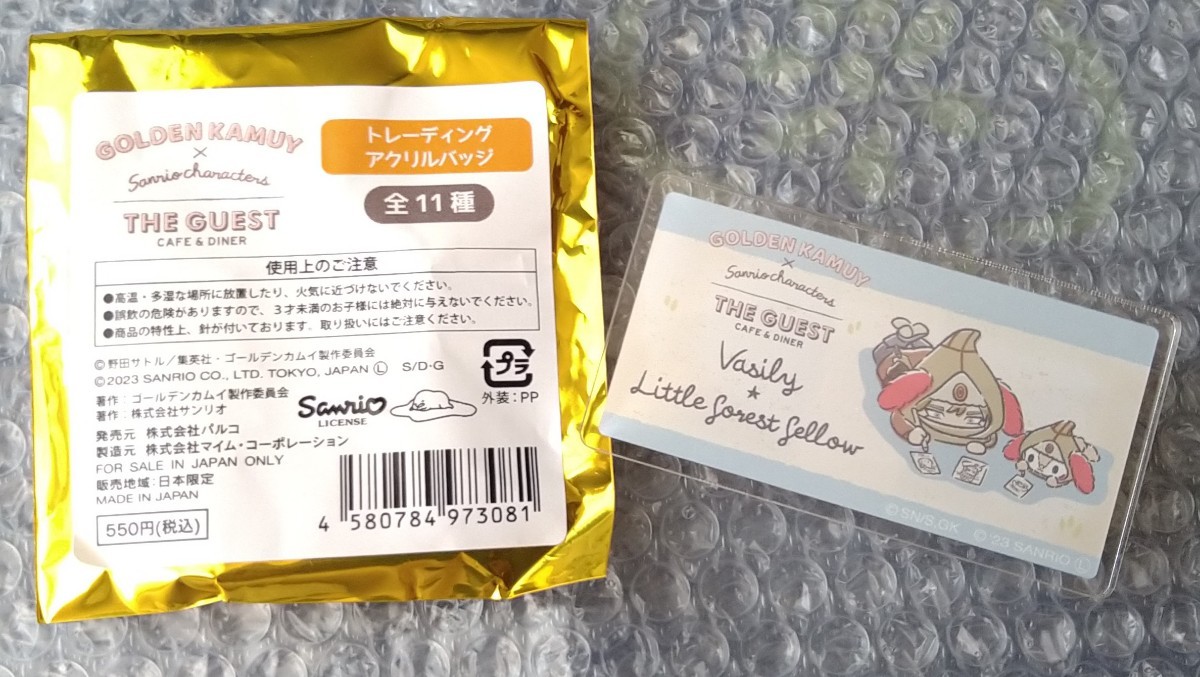 GOLDEN KAMUY
×
Sanrio characters
THE GUEST
CAFE & DINER
トレーディング
アクリルバッジ
全11種
使用上のご注意
●高温・多湿な場所に放置したり、火気に近づけないでください。
●誤飲の危険がありますので、3才未満のお子様には絶対に与えないでください。
●商品の特性上、針が付いております。取り扱いにはご注意ください。
©野田サトル/集英社・ゴールデンカムイ製作委員会
©2023 SANRIO CO., LTD. TOKYO, JAPAN Ⓛ S/D·G
著作:ゴールデンカムイ製作委員会
著作:株式会社サンリオ
発売元 株式会社パルコ
製造元 株式会社マイム・コーポレーション
FOR SALE IN JAPAN ONLY
販売地域:日本限定
MADE IN JAPAN
550円(税込)
Sanrio
LICENSE
プラ
外装:PP
4 580784 973081
GOLDEN KAMUY
×
Sanrio characters
THE GUEST
CAFE & DINER
Vasily
★
Little forest fellow
©SN/S,GK © '23 SANRIO Ⓛ